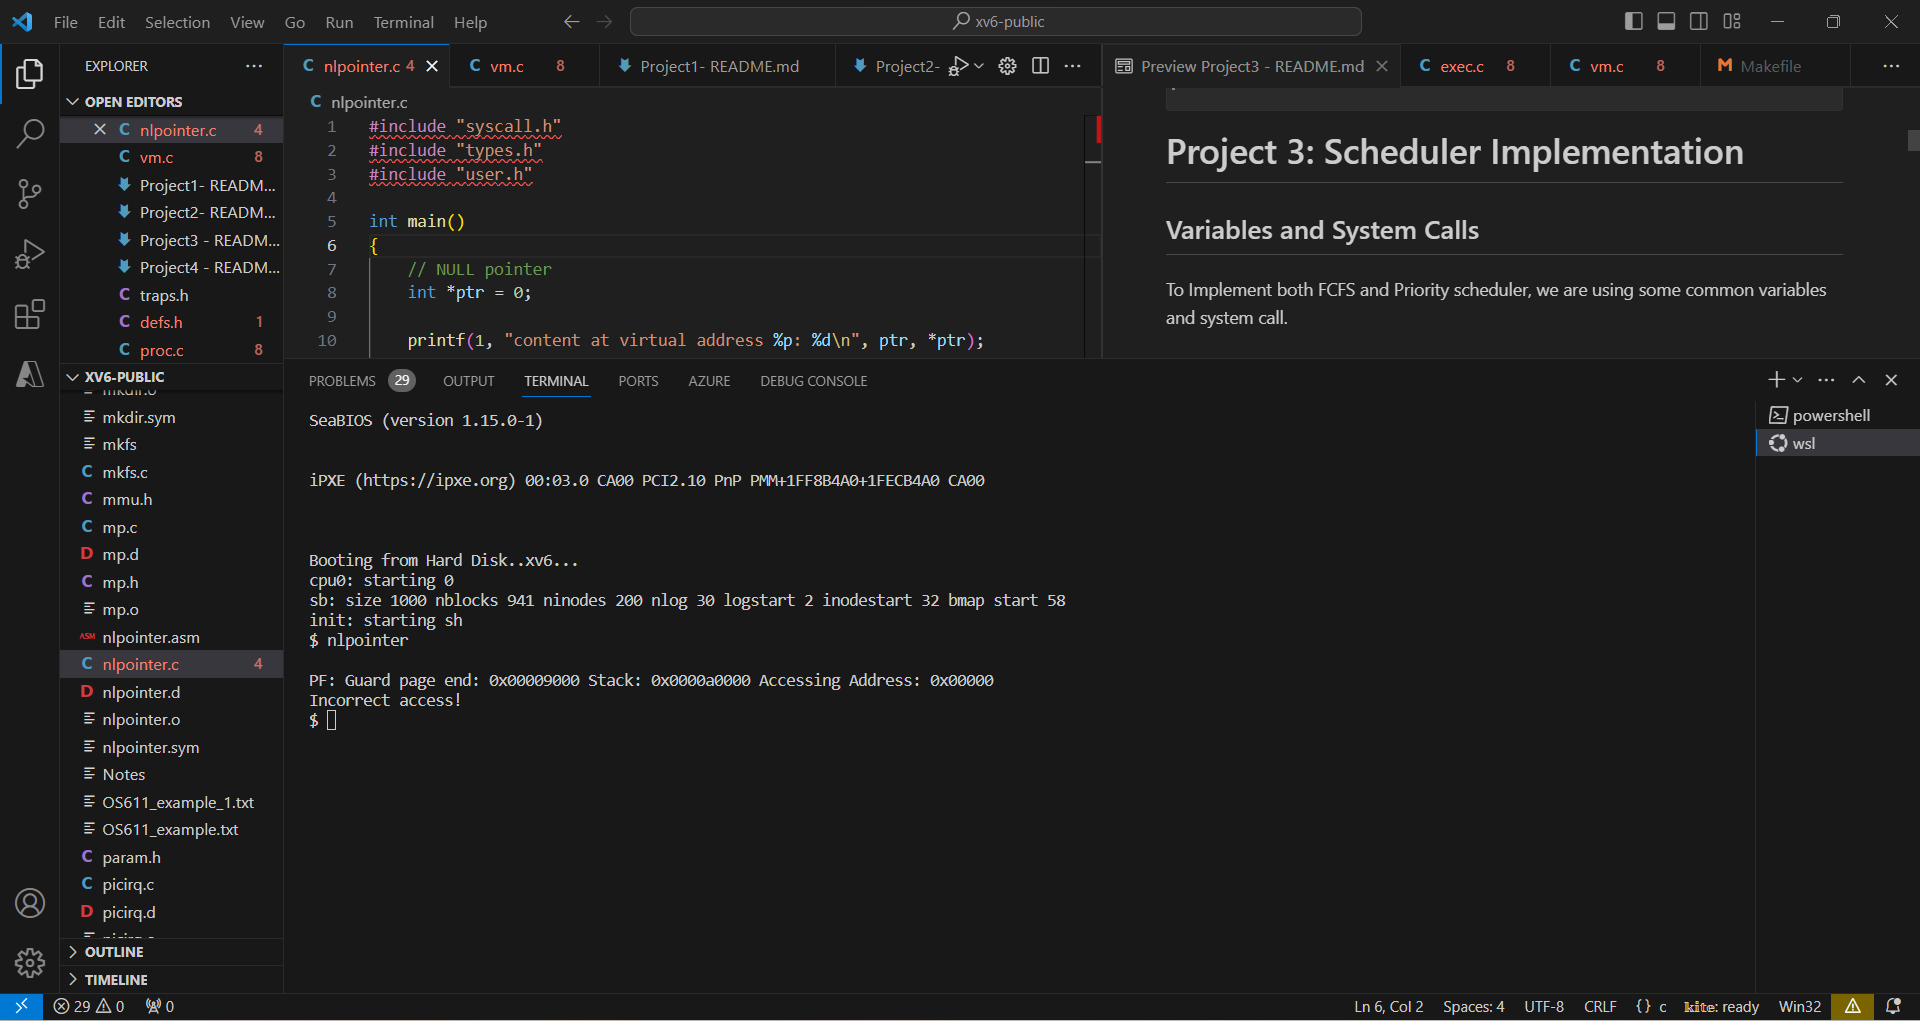 File Edit Selection View Go Run Terminal Help
xv6-public
EXPLORER
OPEN EDITORS
nlpointer.c 4
vm.c 8
Project1- READM...
Project2- READM...
Project3 - READM...
Project4 - READM...
traps.h
defs.h 1
proc.c 8
XV6-PUBLIC
mkdir.o
mkdir.sym
mkfs
mkfs.c
mmu.h
mp.c
mp.d
mp.h
mp.o
nlpointer.asm
nlpointer.c 4
nlpointer.d
nlpointer.o
nlpointer.sym
Notes
OS611_example_1.txt
OS611_example.txt
param.h
picirq.c
picirq.d
OUTLINE
TIMELINE
nlpointer.c 4
vm.c 8
Project1- README.md
Project2-
nlpointer.c
1 #include "syscall.h"
2 #include "types.h"
3 #include "user.h"
4
5 int main()
6 {
7 // NULL pointer
8 int *ptr = 0;
9
10 printf(1, "content at virtual address %p: %d\n", ptr, *ptr);
Preview Project3 - README.md
exec.c 8
vm.c 8
Makefile
Project 3: Scheduler Implementation
Variables and System Calls
To Implement both FCFS and Priority scheduler, we are using some common variables
and system call.
PROBLEMS 29 OUTPUT TERMINAL PORTS AZURE DEBUG CONSOLE
SeaBIOS (version 1.15.0-1)
iPXE (https://ipxe.org) 00:03.0 CA00 PCI2.10 PnP PMM+1FF8B4A0+1FECB4A0 CA00
Booting from Hard Disk..xv6...
cpu0: starting 0
sb: size 1000 nblocks 941 ninodes 200 nlog 30 logstart 2 inodestart 32 bmap start 58
init: starting sh
$ nlpointer
PF: Guard page end: 0x00009000 Stack: 0x0000a0000 Accessing Address: 0x00000
Incorrect access!
$
powershell
wsl
29 0 0
Ln 6, Col 2 Spaces: 4 UTF-8 CRLF {} c kite: ready Win32